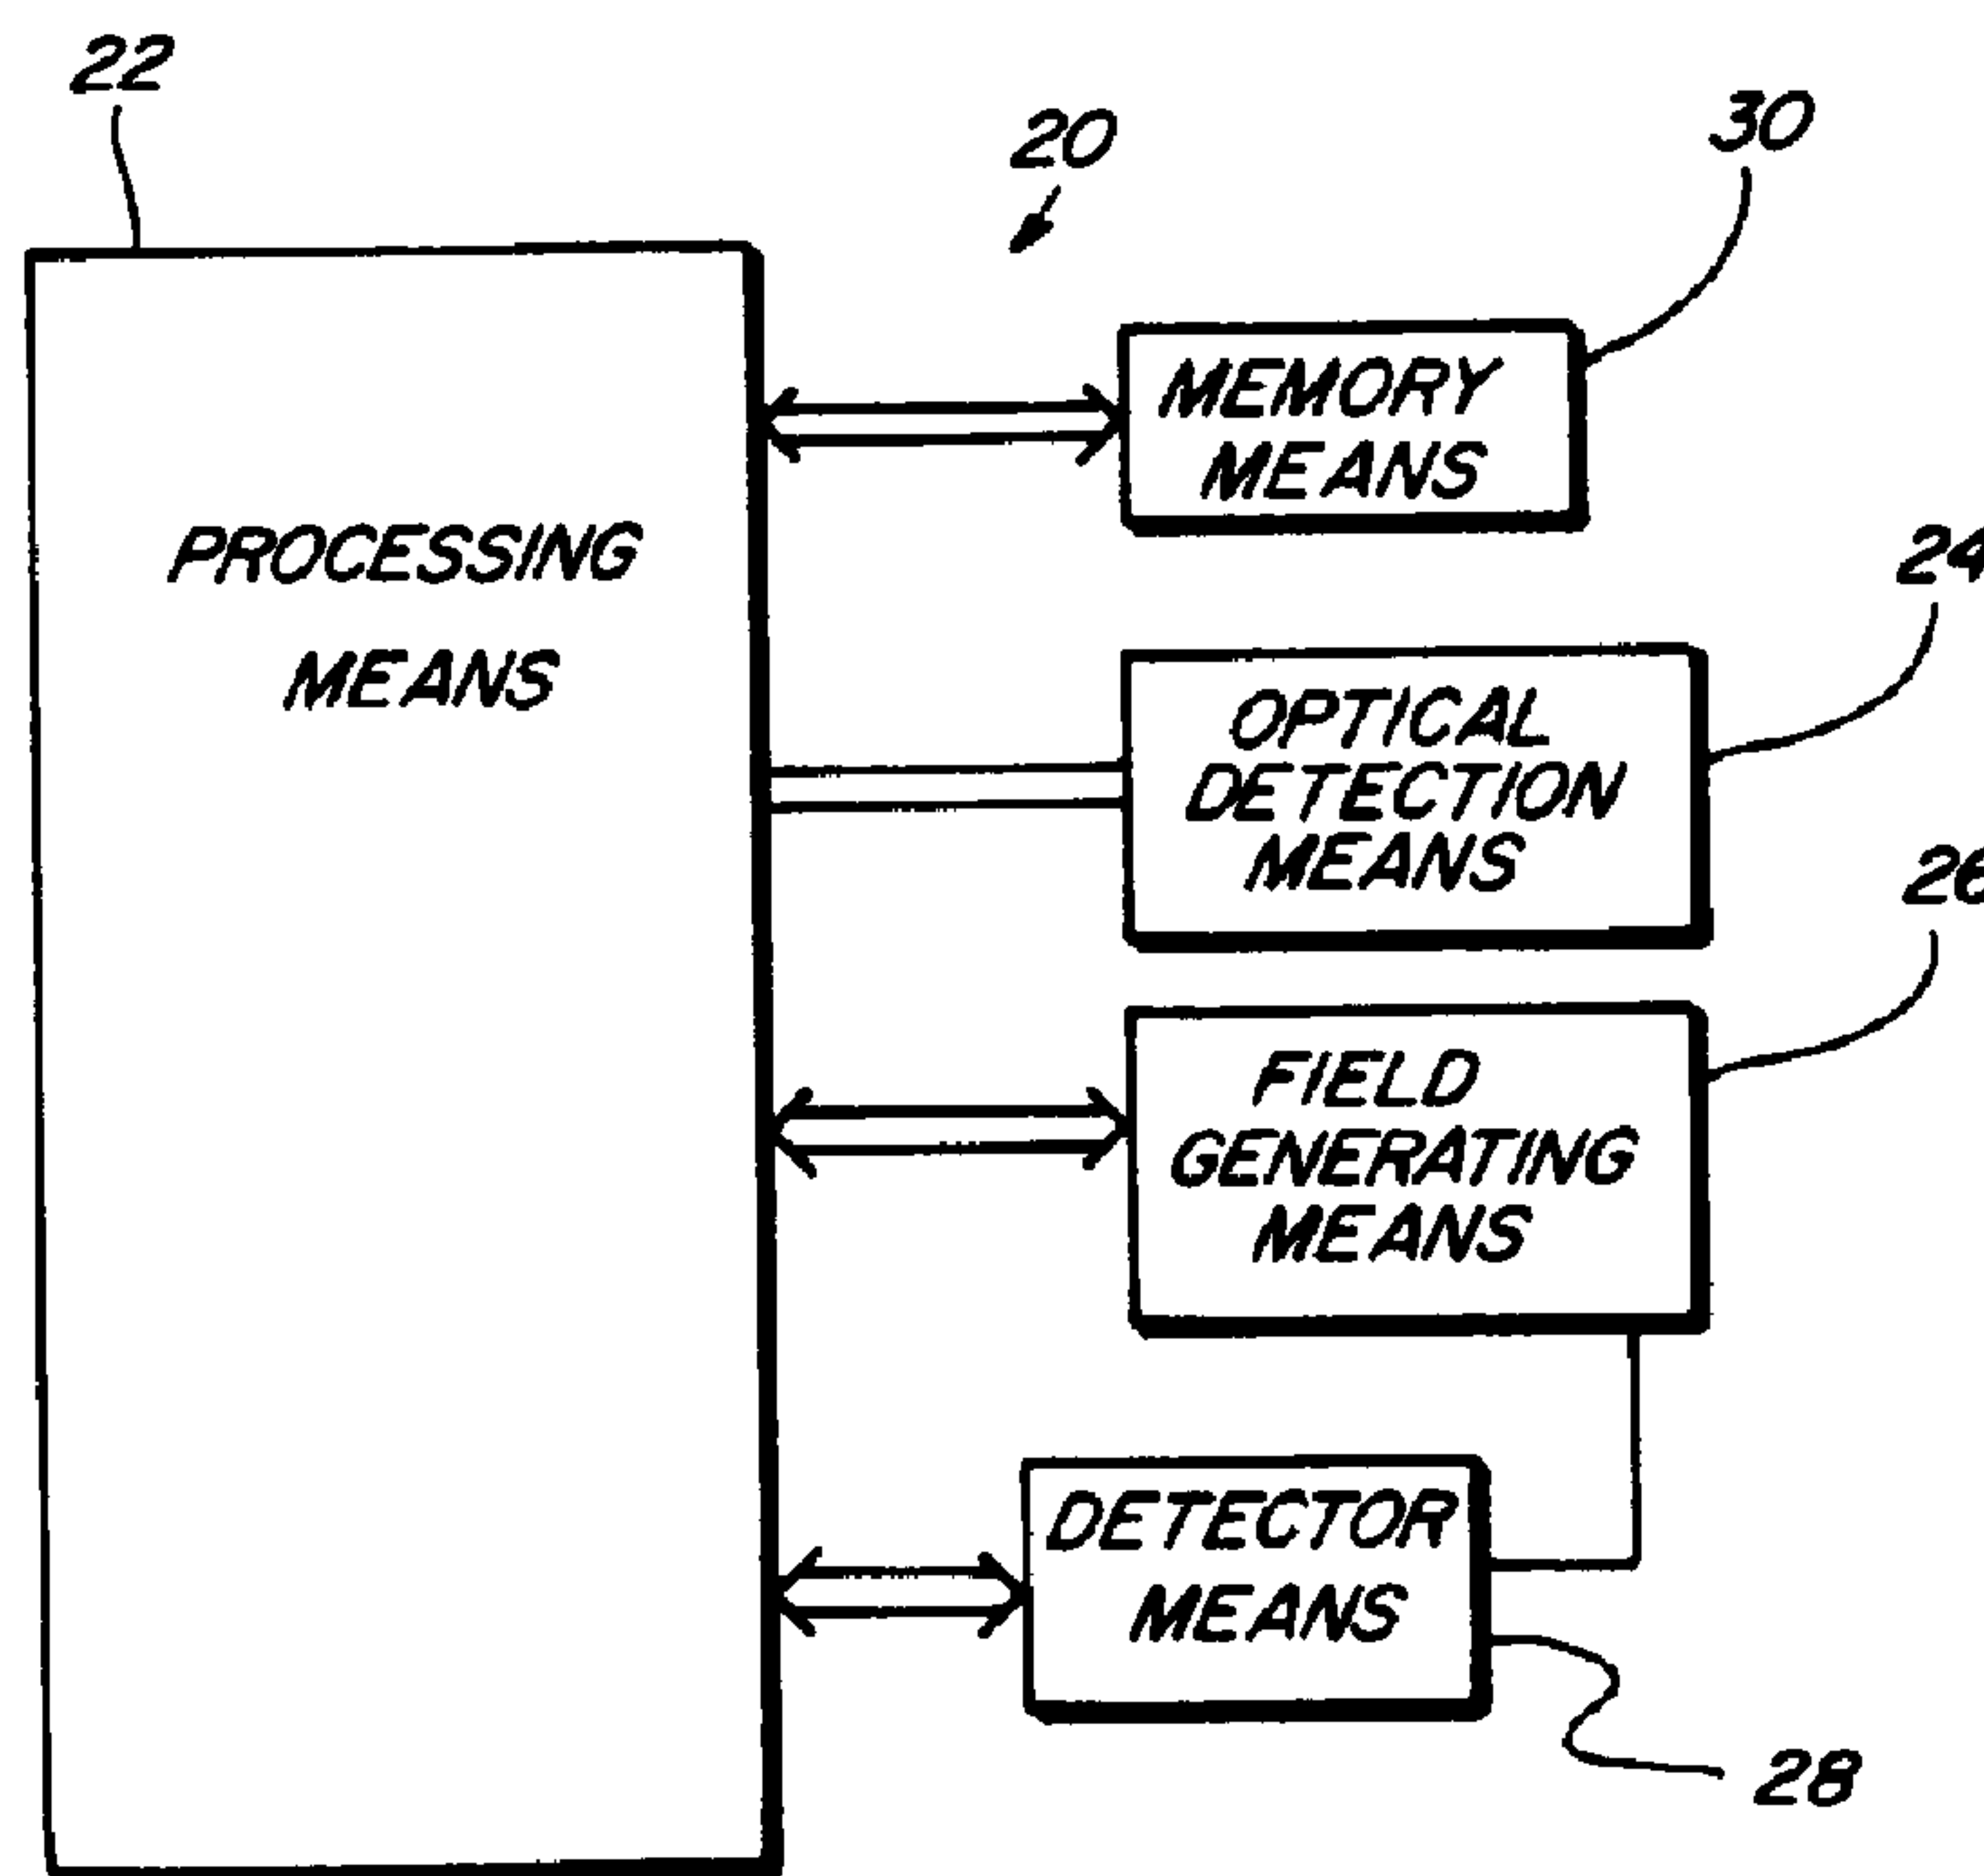 22
20
30
PROCESSING
MEANS
MEMORY
MEANS
24
OPTICAL
DETECTION
MEANS
26
FIELD
GENERATING
MEANS
DETECTOR
MEANS
28